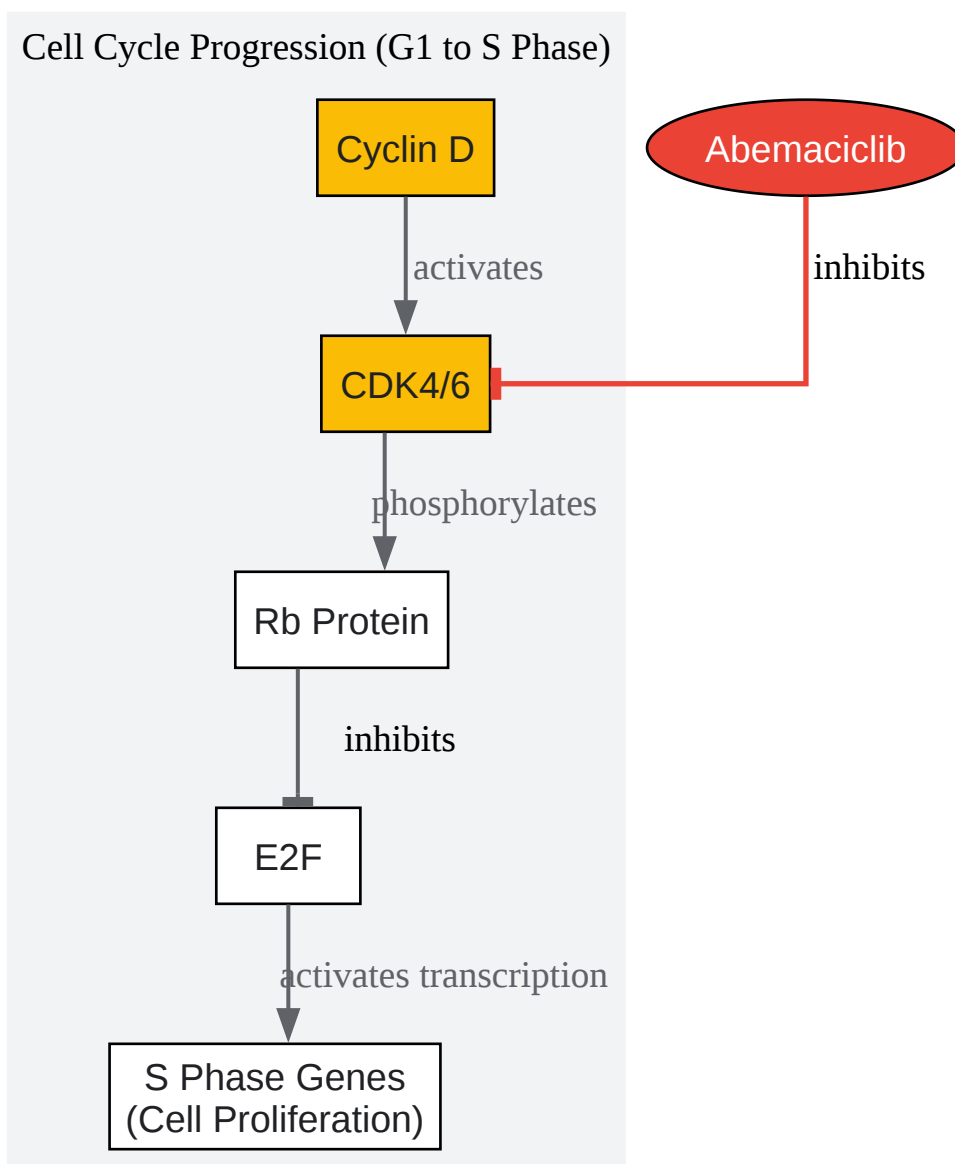 Cell Cycle Progression (G1 to S Phase)
Cyclin D
Abemaciclib
activates
inhibits
CDK4/6
phosphorylates
Rb Protein
inhibits
E2F
activates transcription
S Phase Genes
(Cell Proliferation)